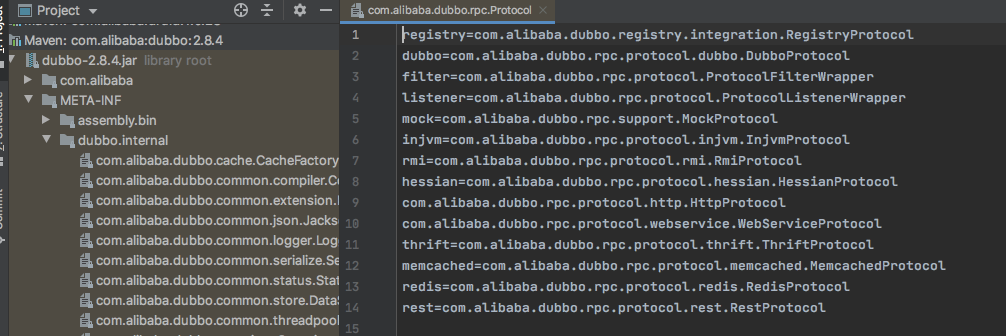 Project
com.alibaba.dubbo.rpc.Protocol
Maven: com.alibaba:dubbo:2.8.4
dubbo-2.8.4.jar library root
com.alibaba
META-INF
assembly.bin
dubbo.internal
com.alibaba.dubbo.cache.CacheFactory
com.alibaba.dubbo.common.compiler.Co
com.alibaba.dubbo.common.extension.
com.alibaba.dubbo.common.json.Jacks
com.alibaba.dubbo.common.logger.Log
com.alibaba.dubbo.common.serialize.Se
com.alibaba.dubbo.common.status.Stat
com.alibaba.dubbo.common.store.DataS
com.alibaba.dubbo.common.threadpool
1 registry=com.alibaba.dubbo.registry.integration.RegistryProtocol
2 dubbo=com.alibaba.dubbo.rpc.protocol.dubbo.DubboProtocol
3 filter=com.alibaba.dubbo.rpc.protocol.ProtocolFilterWrapper
4 listener=com.alibaba.dubbo.rpc.protocol.ProtocolListenerWrapper
5 mock=com.alibaba.dubbo.rpc.support.MockProtocol
6 injvm=com.alibaba.dubbo.rpc.protocol.injvm.InjvmProtocol
7 rmi=com.alibaba.dubbo.rpc.protocol.rmi.RmiProtocol
8 hessian=com.alibaba.dubbo.rpc.protocol.hessian.HessianProtocol
9 com.alibaba.dubbo.rpc.protocol.http.HttpProtocol
10 com.alibaba.dubbo.rpc.protocol.webservice.WebServiceProtocol
11 thrift=com.alibaba.dubbo.rpc.protocol.thrift.ThriftProtocol
12 memcached=com.alibaba.dubbo.rpc.protocol.memcached.MemcachedProtocol
13 redis=com.alibaba.dubbo.rpc.protocol.redis.RedisProtocol
14 rest=com.alibaba.dubbo.rpc.protocol.rest.RestProtocol
15